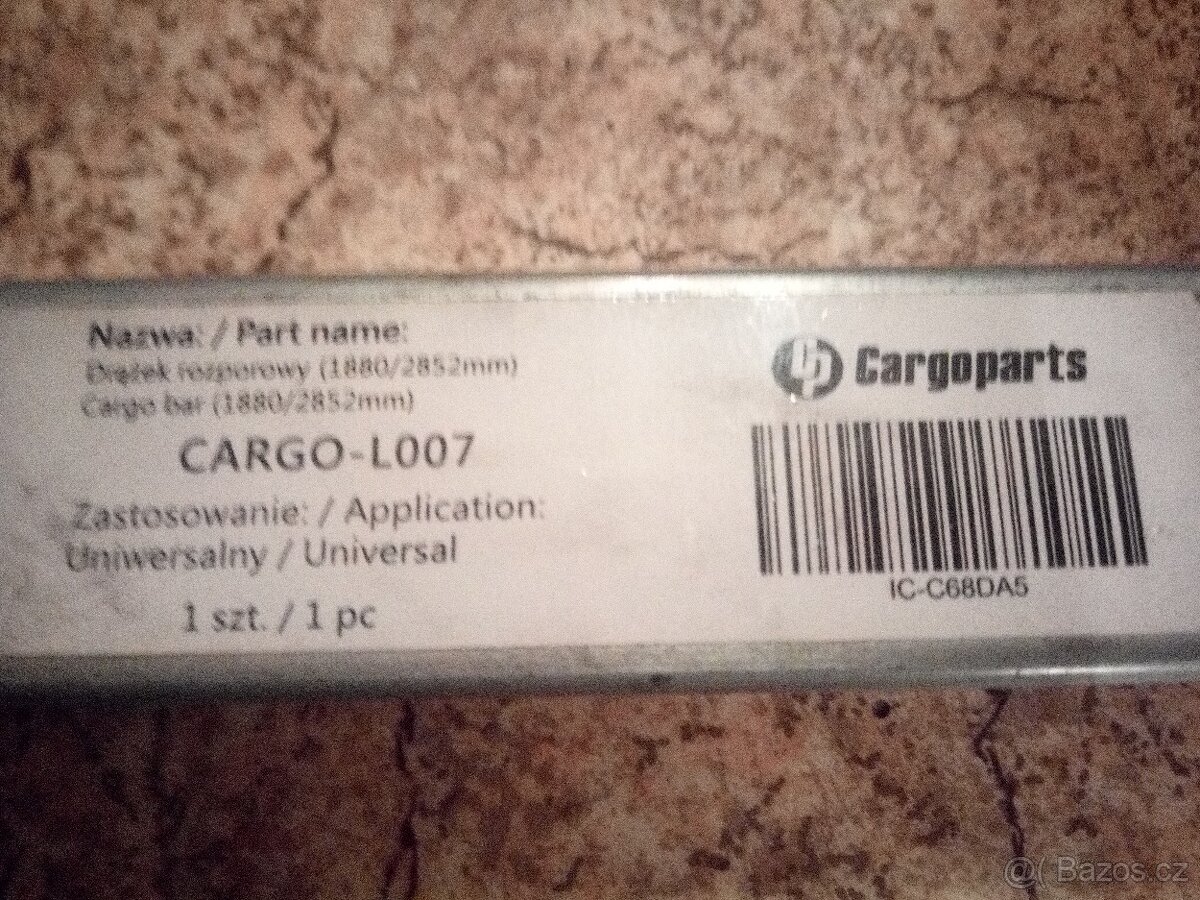 Nazwa: / Part name:
Drążek rozporowy (1880/2852mm)
Cargo bar (1880/2852mm)
CARGO-L007
Zastosowanie: / Application:
Uniwersalny / Universal
1 szt. / 1 pc
Cargoparts
IC-C68DA5
@( Bazos.cz